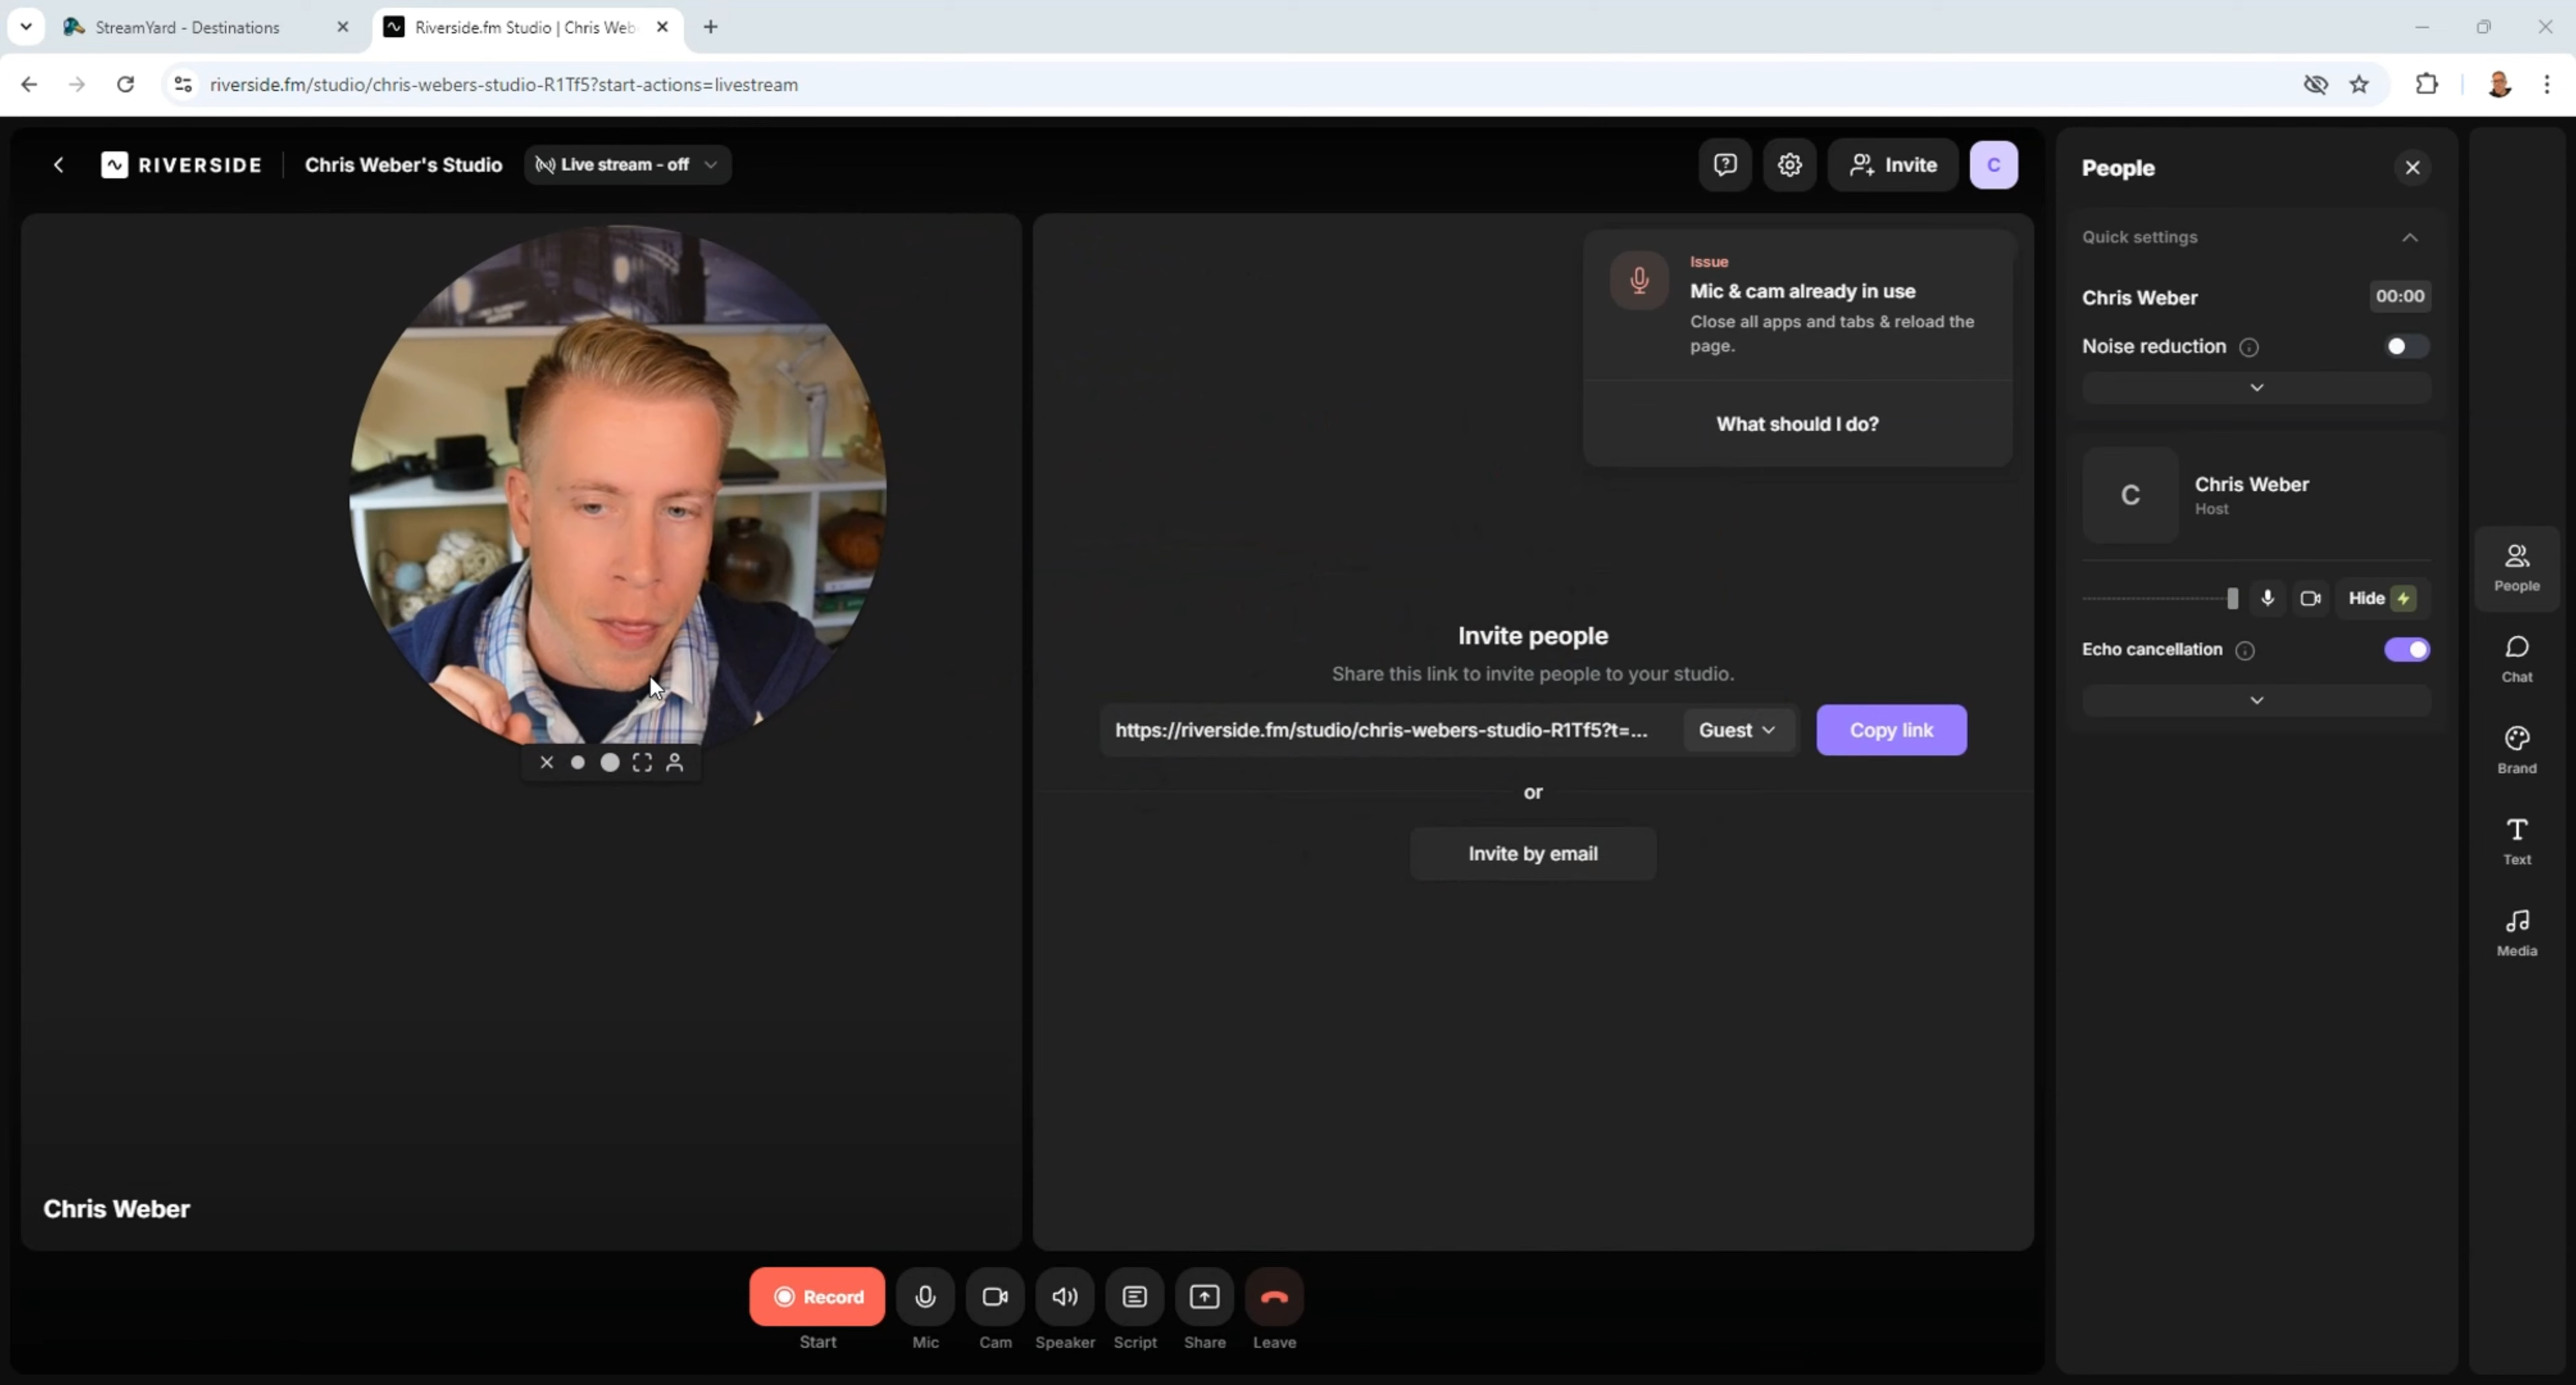 StreamYard - Destinations
Riverside.fm Studio | Chris Web
riverside.fm/studio/chris-webers-studio-R1Tf5?start-actions=livestream
RIVERSIDE
Chris Weber's Studio
Live stream - off
Invite
C
Issue
Mic & cam already in use
Close all apps and tabs & reload the
page.
What should I do?
Invite people
Share this link to invite people to your studio.
https://riverside.fm/studio/chris-webers-studio-R1Tf5?t=...
Guest
Copy link
or
Invite by email
Chris Weber
Record
Start
Mic
Cam
Speaker
Script
Share
Leave
People
Quick settings
Chris Weber
00:00
Noise reduction
C
Chris Weber
Host
Hide
Echo cancellation
People
Chat
Brand
Text
Media